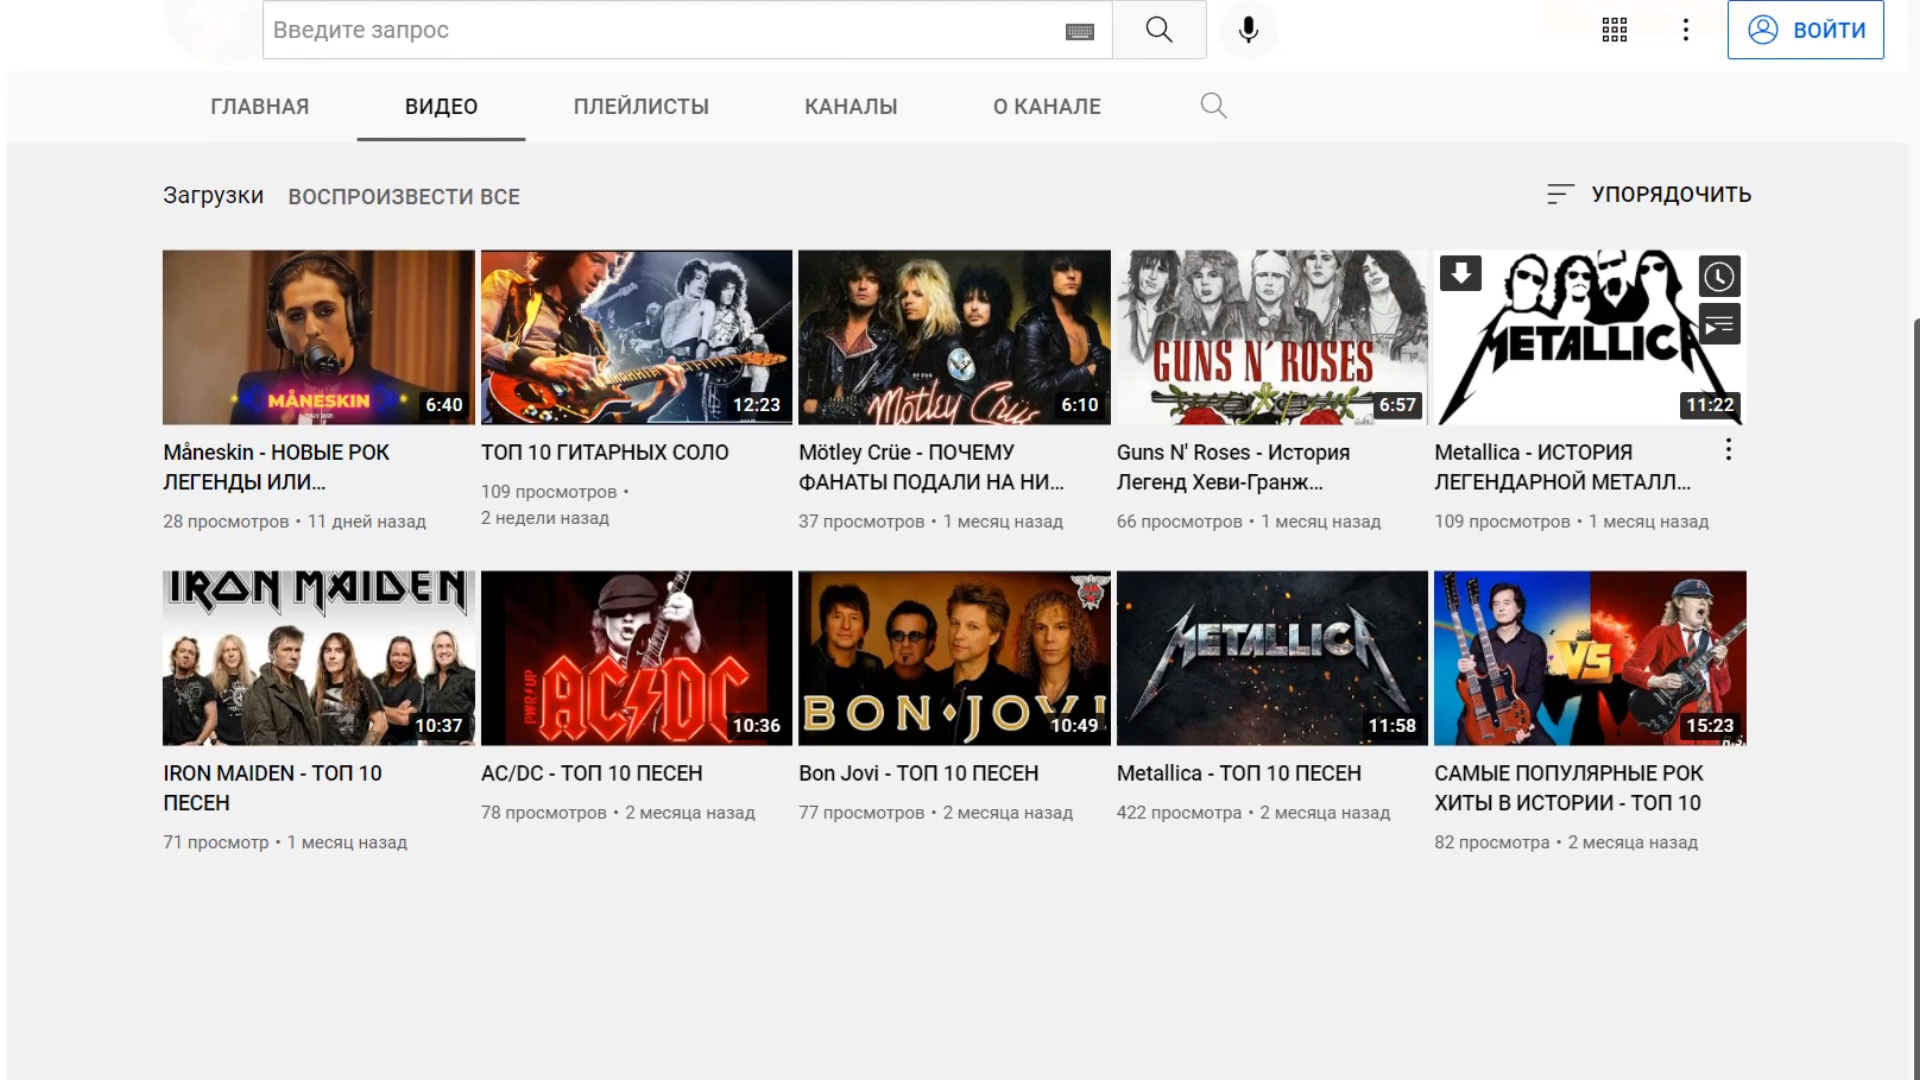 Введите запрос
ВОЙТИ
ГЛАВНАЯ
ВИДЕО
ПЛЕЙЛИСТЫ
КАНАЛЫ
О КАНАЛЕ
Загрузки
ВОСПРОИЗВЕСТИ ВСЕ
УПОРЯДОЧИТЬ
MÅNESKIN
ITALY 2021
6:40
12:23
Mötley Crüe
6:10
GUNS N' ROSES
6:57
METALLICA
11:22
Måneskin - НОВЫЕ РОК
ЛЕГЕНДЫ ИЛИ...
28 просмотров • 11 дней назад
ТОП 10 ГИТАРНЫХ СОЛО
109 просмотров •
2 недели назад
Mötley Crüe - ПОЧЕМУ
ФАНАТЫ ПОДАЛИ НА НИ...
37 просмотров • 1 месяц назад
Guns N' Roses - История
Легенд Хеви-Гранж...
66 просмотров • 1 месяц назад
Metallica - ИСТОРИЯ
ЛЕГЕНДАРНОЙ МЕТАЛЛ...
109 просмотров • 1 месяц назад
IRON MAIDEN
10:37
PWR/UP
AC/DC
10:36
BON JOVI
10:49
METALLICA
11:58
VS
15:23
IRON MAIDEN - ТОП 10
ПЕСЕН
71 просмотр • 1 месяц назад
AC/DC - ТОП 10 ПЕСЕН
78 просмотров • 2 месяца назад
Bon Jovi - ТОП 10 ПЕСЕН
77 просмотров • 2 месяца назад
Metallica - ТОП 10 ПЕСЕН
422 просмотра • 2 месяца назад
САМЫЕ ПОПУЛЯРНЫЕ РОК
ХИТЫ В ИСТОРИИ - ТОП 10
82 просмотра • 2 месяца назад